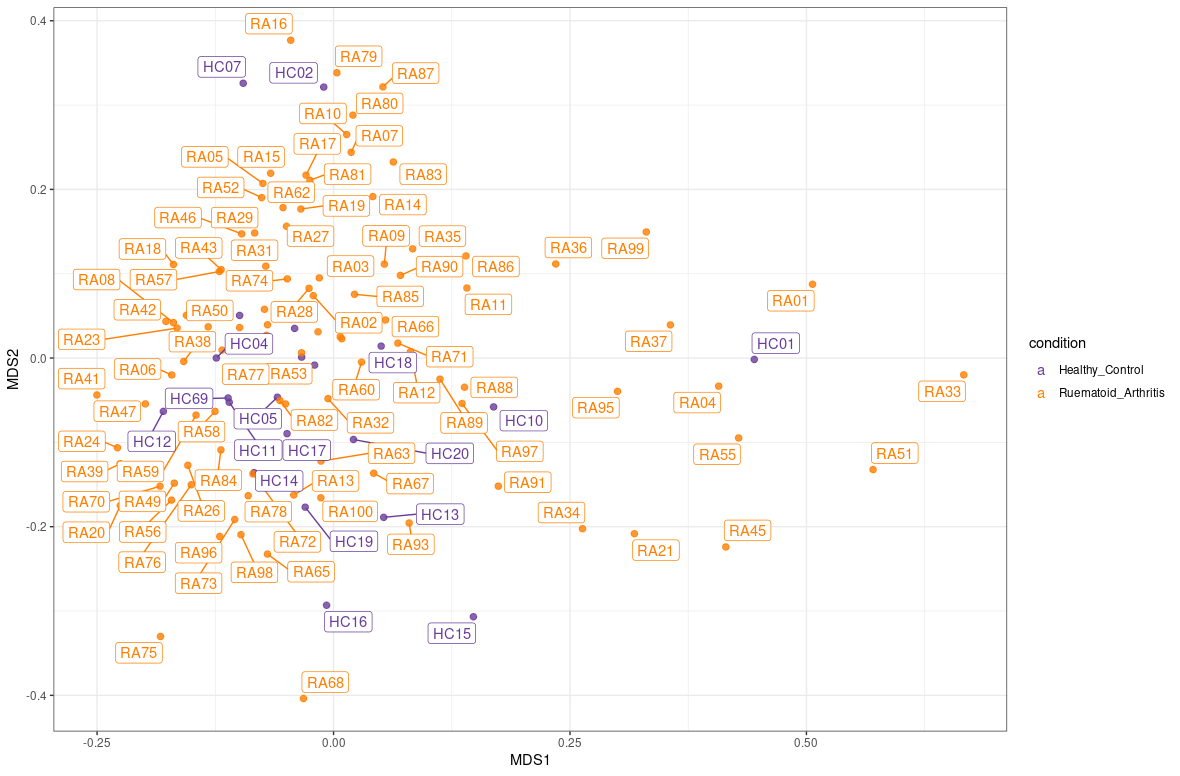 0.4
0.2
0.0
-0.2
-0.4
MDS2
RA16
RA79
HC07
HC02
RA87
RA80
RA10
RA07
RA17
RA05
RA15
RA81
RA83
RA52
RA62
RA19
RA14
RA46
RA29
RA27
RA09
RA35
RA36
RA99
RA18
RA43
RA31
RA03
RA90
RA86
RA08
RA57
RA74
RA85
RA11
RA01
RA42
RA50
RA28
RA02
RA66
RA23
RA38
HC04
RA37
HC01
RA71
HC18
RA41
RA06
RA77
RA53
RA60
RA12
RA88
RA33
HC69
RA47
RA95
RA04
HC05
RA82
RA32
RA89
HC10
HC12
RA58
RA24
HC11
HC17
RA63
HC20
RA97
RA55
RA51
RA39
RA59
RA84
HC14
RA13
RA67
RA91
RA70
RA49
RA26
RA78
RA100
HC13
RA34
RA20
RA56
RA72
HC19
RA93
RA45
RA76
RA96
RA21
RA73
RA98
RA65
HC16
HC15
RA75
RA68
-0.25
0.00
0.25
0.50
MDS1
condition
a Healthy_Control
a Ruematoid_Arthritis